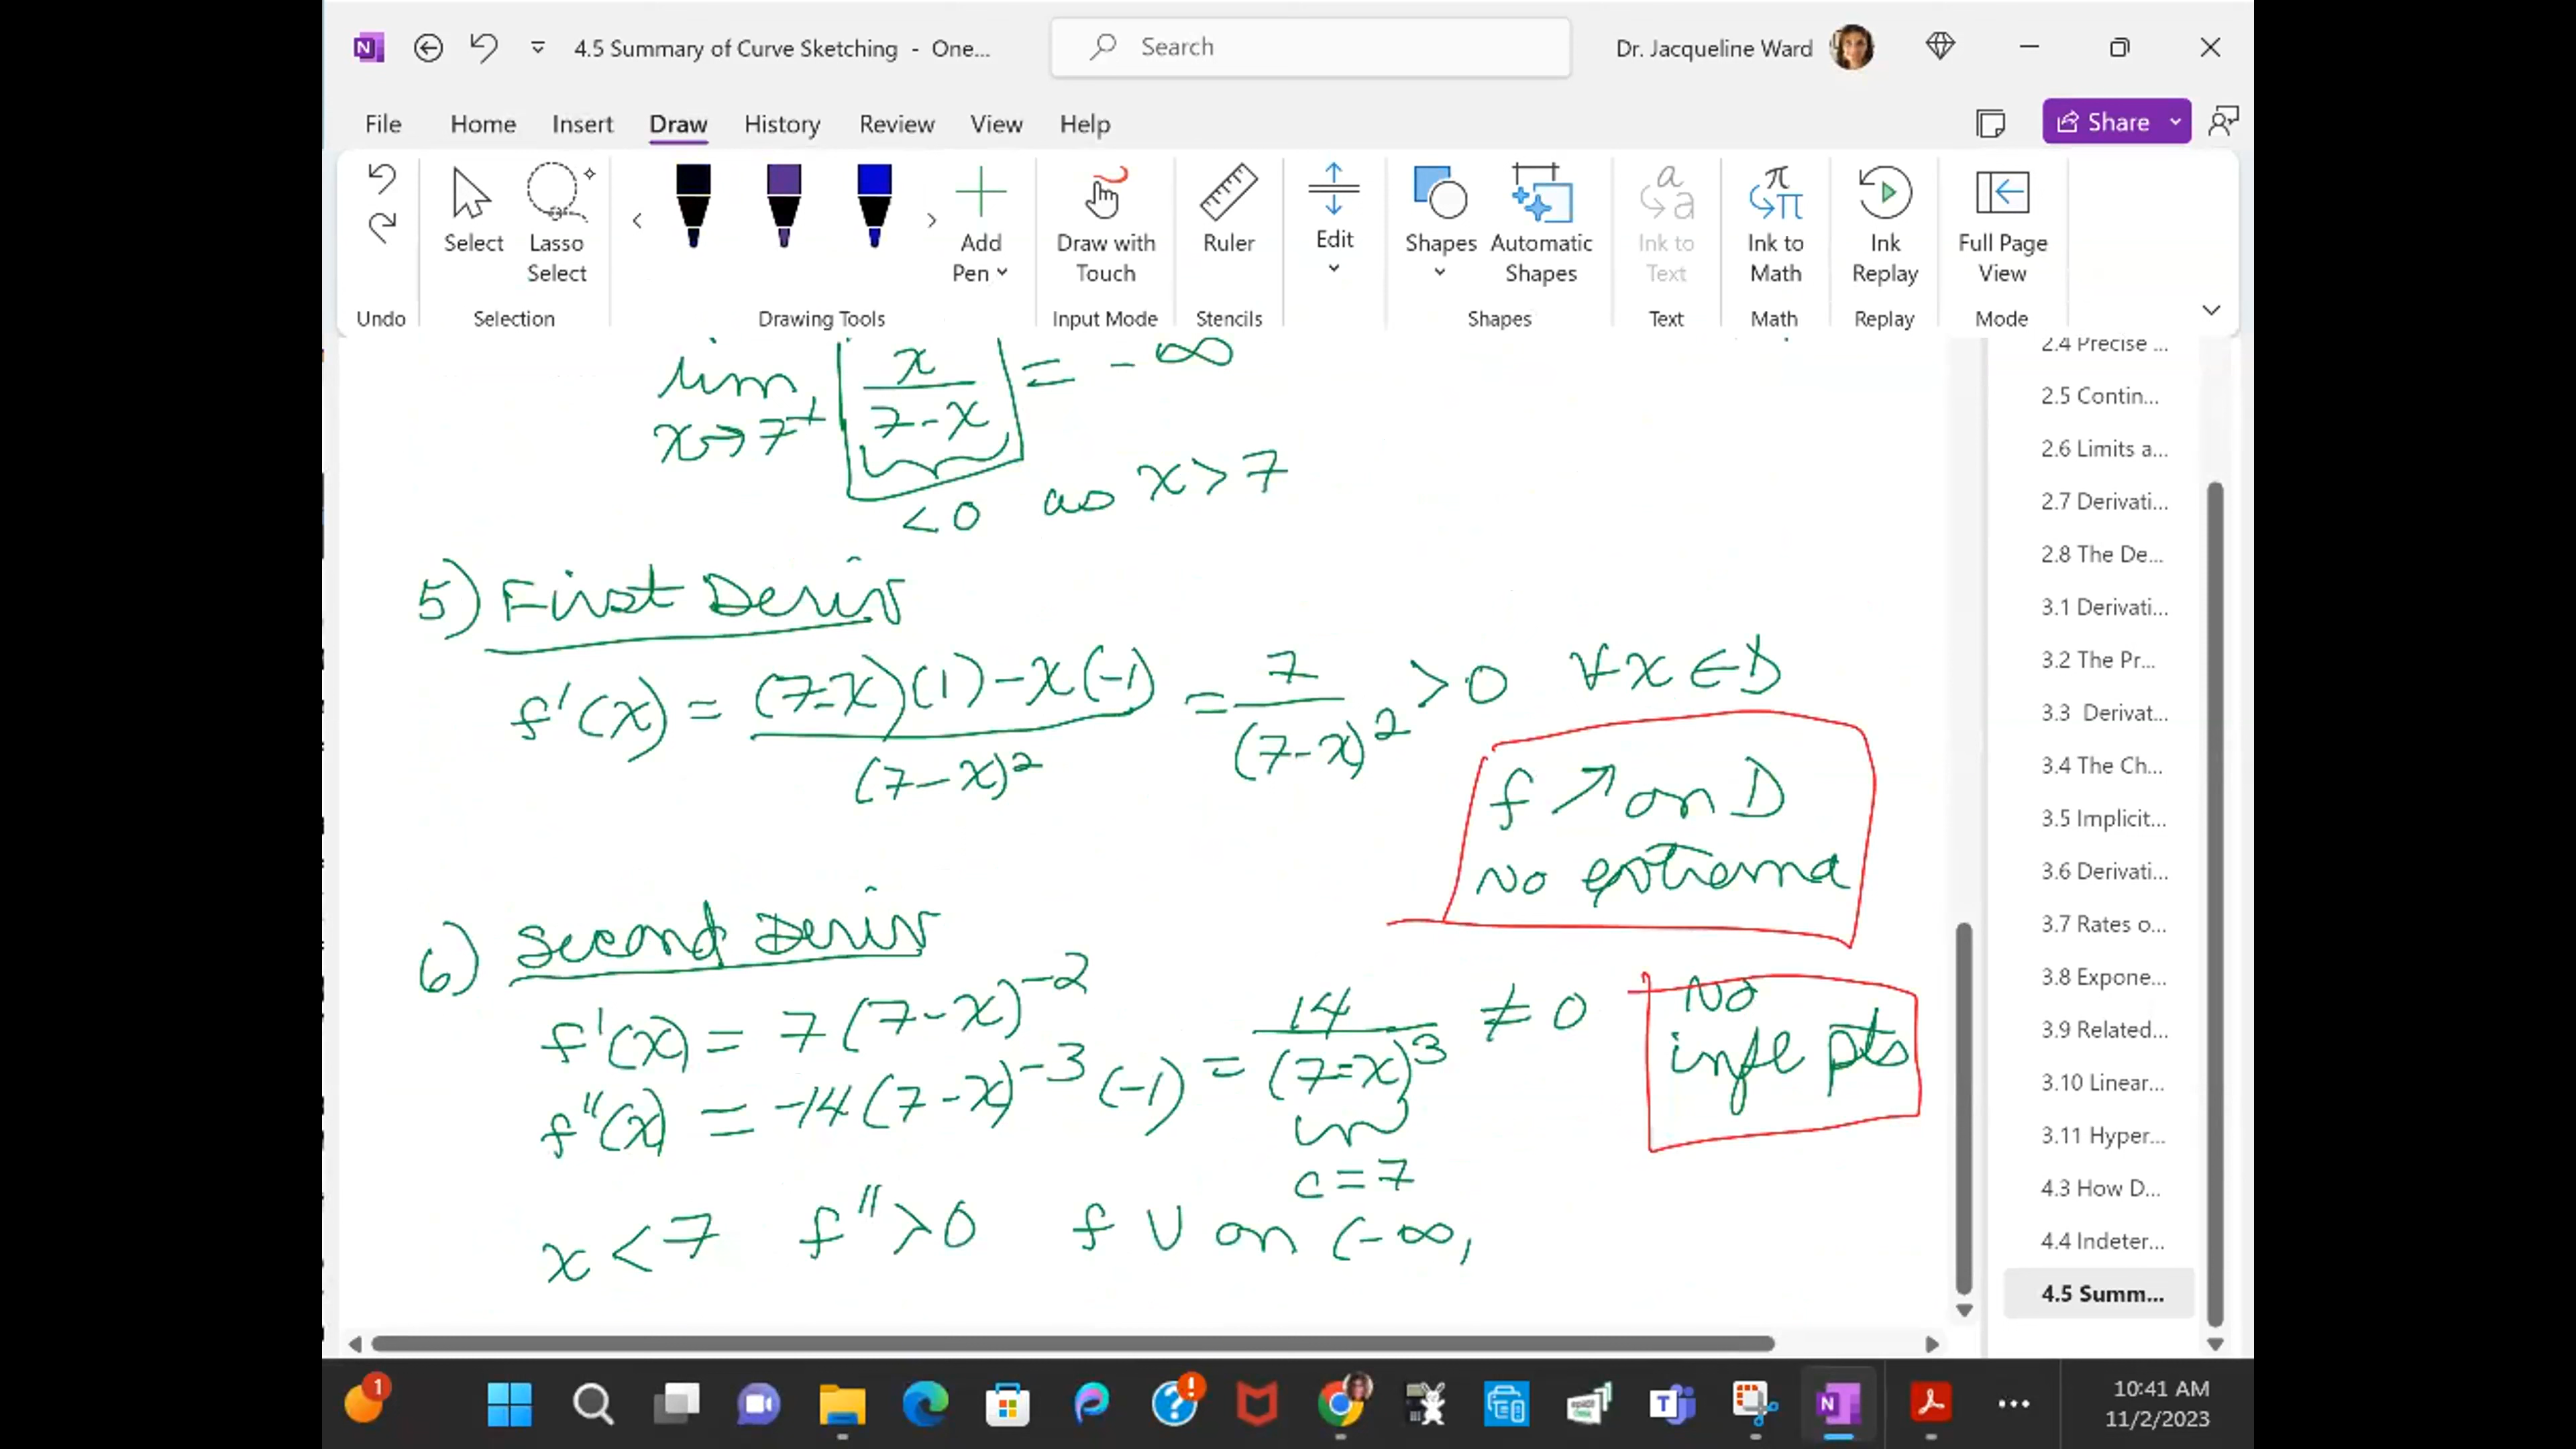 4.5 Summary of Curve Sketching - One...
Search
Dr. Jacqueline Ward
File Home Insert Draw History Review View Help
Share
Select
Lasso Select
Add Pen
Draw with Touch
Ruler
Edit
Shapes
Automatic Shapes
Ink to Text
Ink to Math
Ink Replay
Full Page View
Undo Selection Drawing Tools Input Mode Stencils Shapes Text Math Replay Mode
lim x→7⁺ [x/(7-x)] = -∞
<0 as x>7
5) First Deriv
f'(x) = ((7-x)(1)-x(-1))/(7-x)² = 7/(7-x)² >0 ∀x∈D
f ↗ on D
No extrema
6) Second Deriv
f'(x) = 7(7-x)⁻²
f''(x) = -14(7-x)⁻³(-1) = 14/(7-x)³ ≠ 0
c=7
No
infl pts
x<7 f''>0 f ∪ on (-∞,
2.4 Precise ...
2.5 Contin...
2.6 Limits a...
2.7 Derivati...
2.8 The De...
3.1 Derivati...
3.2 The Pr...
3.3 Derivat...
3.4 The Ch...
3.5 Implicit...
3.6 Derivati...
3.7 Rates o...
3.8 Expone...
3.9 Related...
3.10 Linear...
3.11 Hyper...
4.3 How D...
4.4 Indeter...
4.5 Summ...
1
10:41 AM
11/2/2023